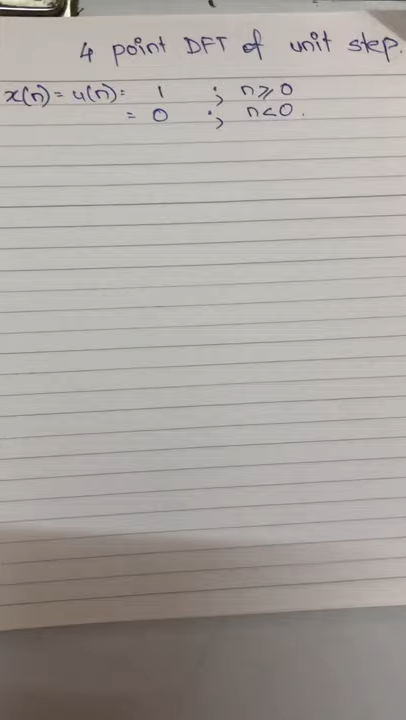 4 point DFT of unit step.
x(n) = u(n) = 1 ; n ≥ 0
= 0 ; n < 0.